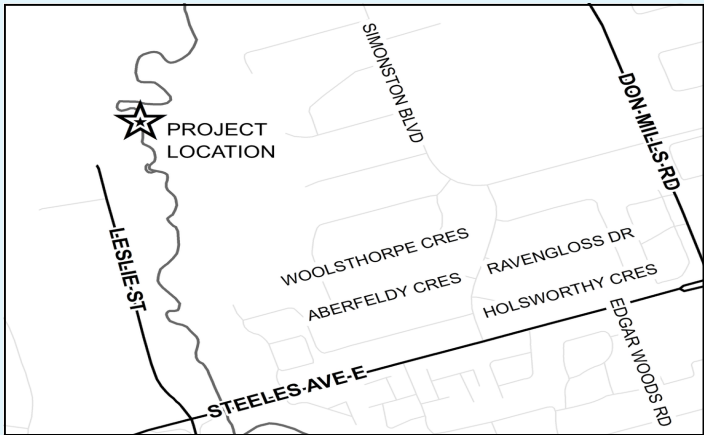 SIMONSTON BLVD
DON MILLS RD
PROJECT
LOCATION
LESLIE ST
WOOLSTHORPE CRES
RAVENGLOSS DR
ABERFELDY CRES
HOLSWORTHY CRES
EDGAR WOODS RD
STEELES AVE E